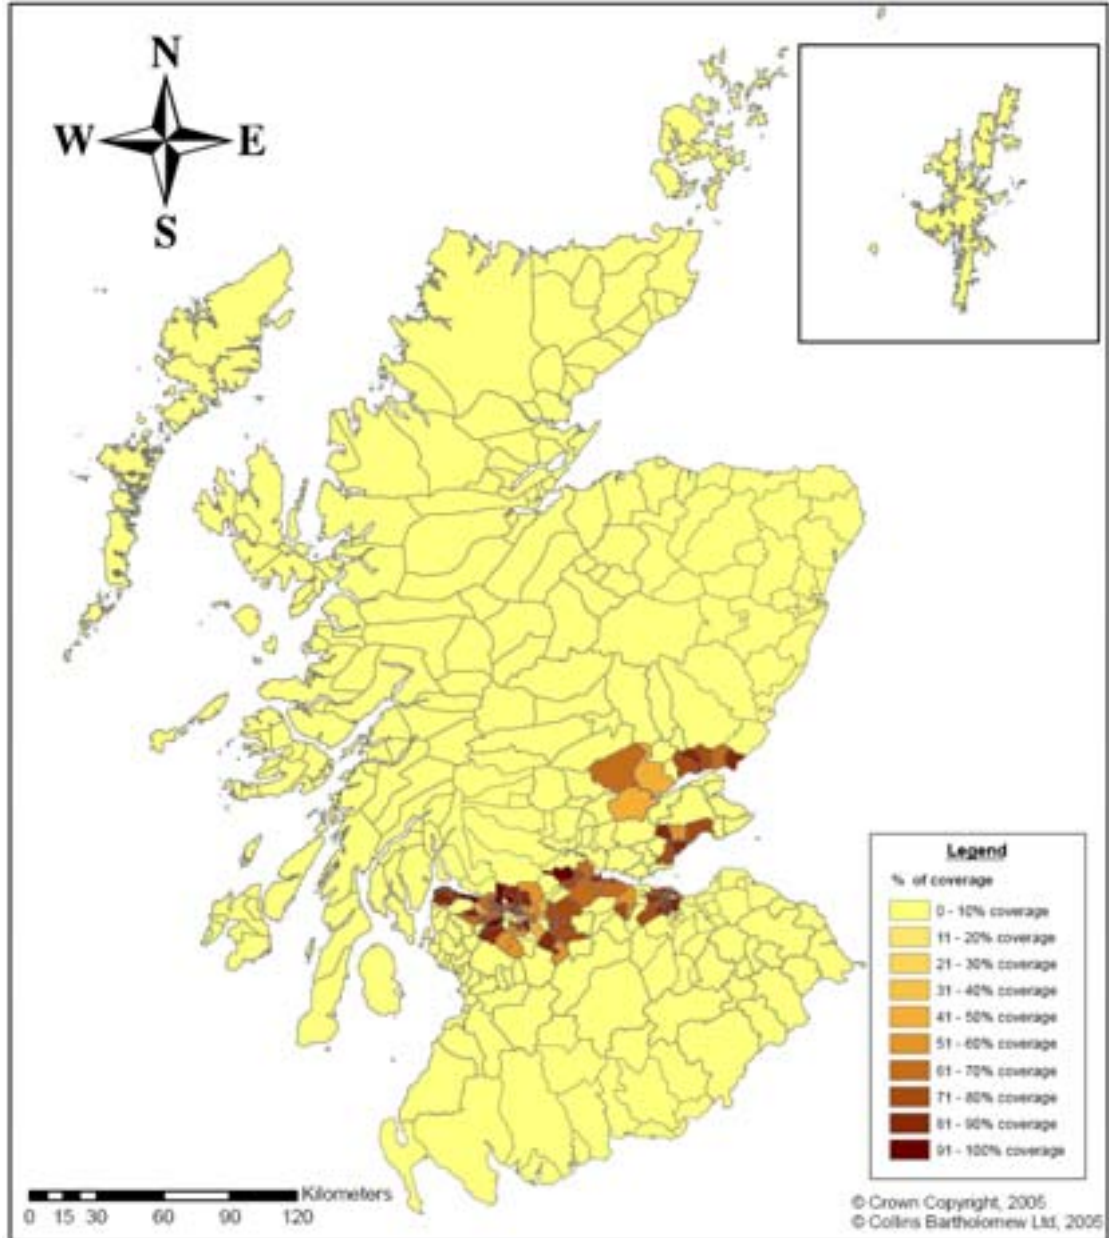 N
W E
S
Legend
% of coverage
0 - 10% coverage
11 - 20% coverage
21 - 30% coverage
31 - 40% coverage
41 - 50% coverage
51 - 60% coverage
61 - 70% coverage
71 - 80% coverage
81 - 90% coverage
91 - 100% coverage
Kilometers
0 15 30 60 90 120
© Crown Copyright, 2005
© Collins Bartholomew Ltd, 2005